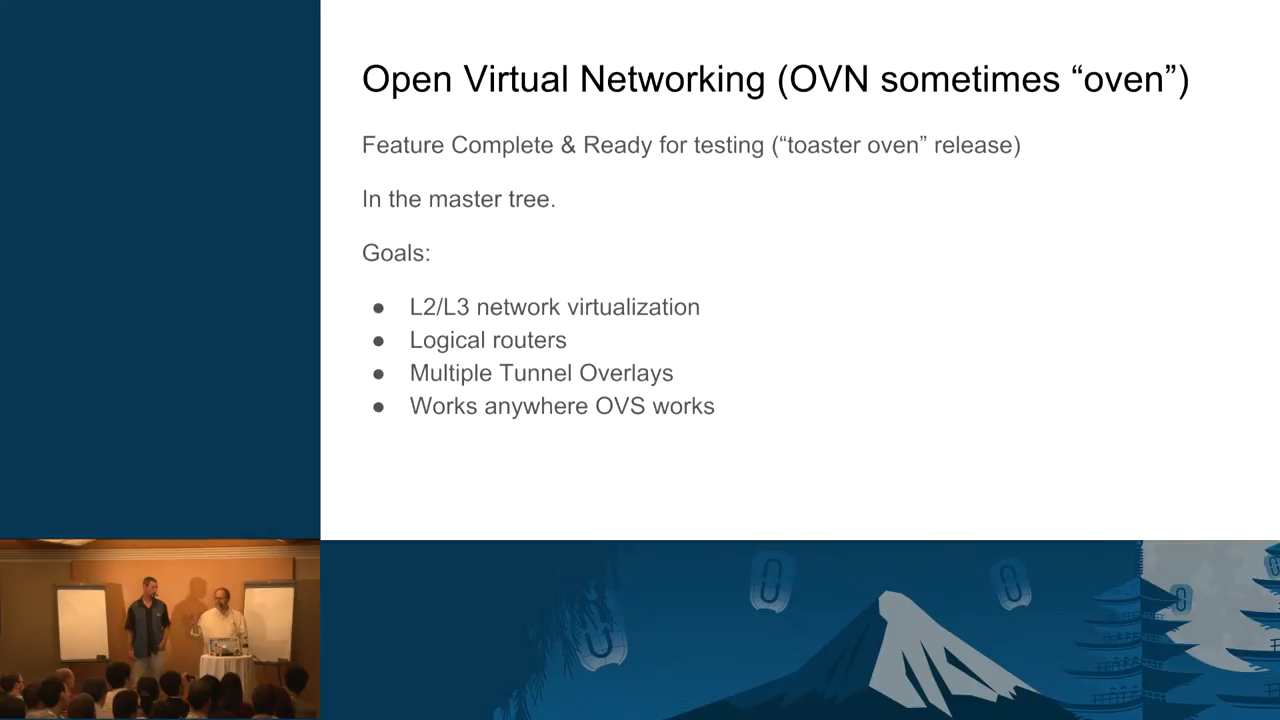 Open Virtual Networking (OVN sometimes “oven”)
Feature Complete & Ready for testing (“toaster oven” release)
In the master tree.
Goals:
● L2/L3 network virtualization
● Logical routers
● Multiple Tunnel Overlays
● Works anywhere OVS works